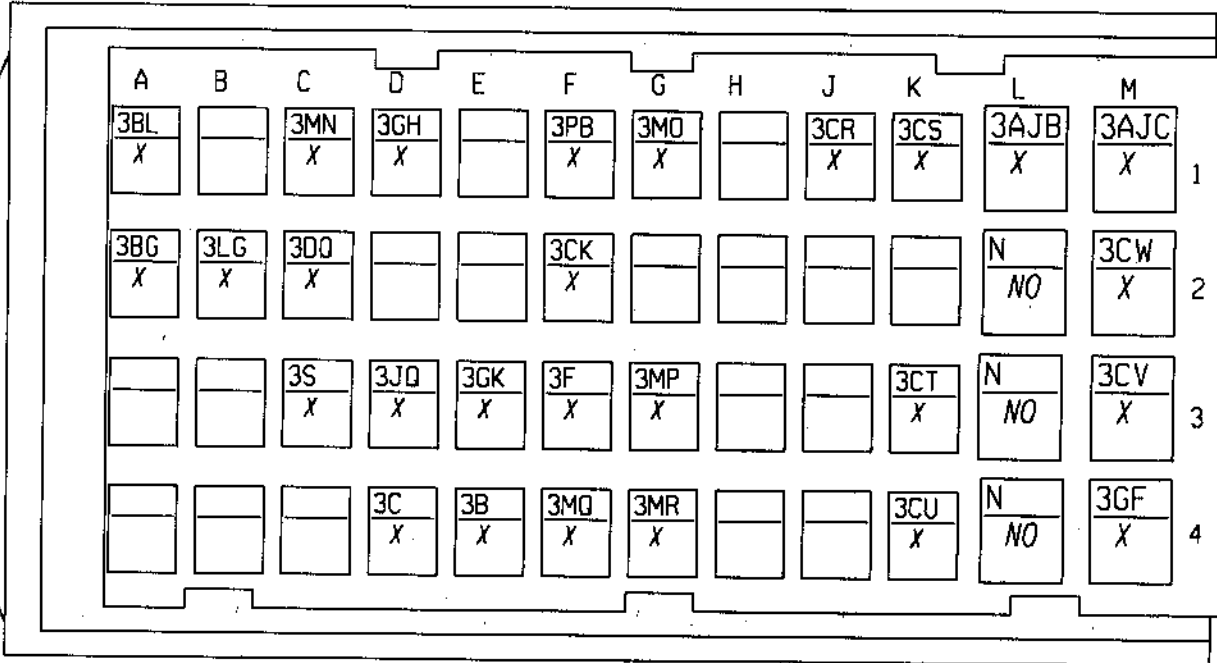 A B C D E F G H J K L M
3BL 3MN 3GH 3PB 3MO 3CR 3CS 3AJB 3AJC
X X X X X X X X X 1
3BG 3LG 3DQ 3CK N 3CW
X X X X NO X 2
3S 3JQ 3GK 3F 3MP 3CT N 3CV
X X X X X X NO X 3
3C 3B 3MQ 3MR 3CU N 3GF
X X X X X NO X 4